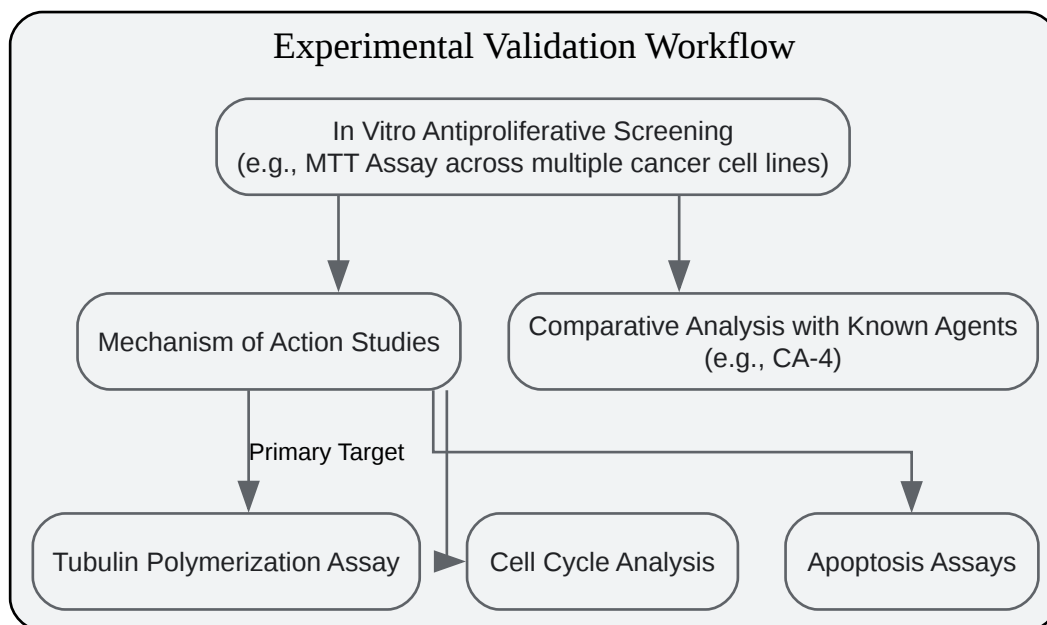 Experimental Validation Workflow
In Vitro Antiproliferative Screening
(e.g., MTT Assay across multiple cancer cell lines)
Mechanism of Action Studies
Comparative Analysis with Known Agents
(e.g., CA-4)
Primary Target
Tubulin Polymerization Assay
Cell Cycle Analysis
Apoptosis Assays